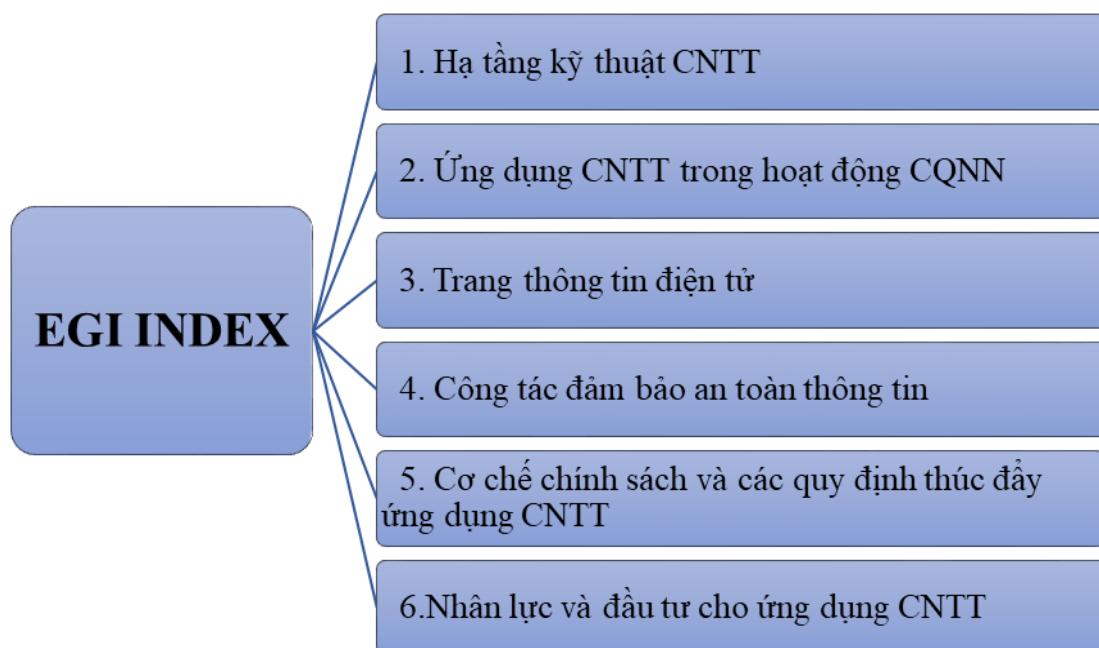 EGI INDEX
1. Hạ tầng kỹ thuật CNTT
2. Ứng dụng CNTT trong hoạt động CQNN
3. Trang thông tin điện tử
4. Công tác đảm bảo an toàn thông tin
5. Cơ chế chính sách và các quy định thúc đẩy
ứng dụng CNTT
6.Nhân lực và đầu tư cho ứng dụng CNTT